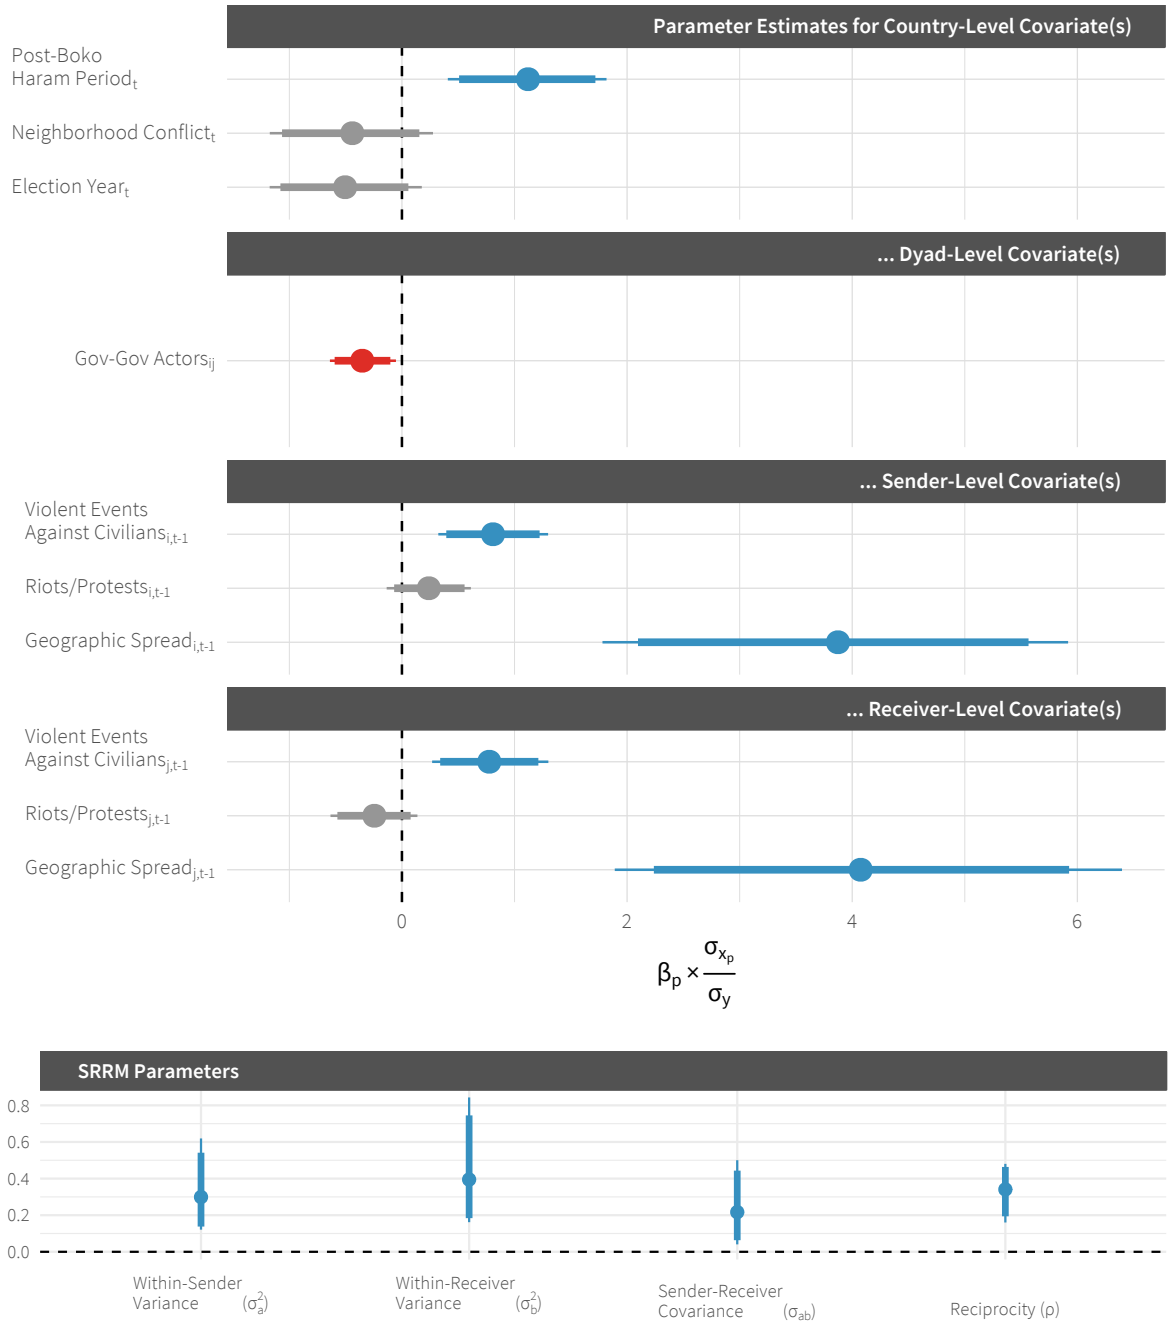 Parameter Estimates for Country-Level Covariate(s)
Post-Boko
Haram Periodₜ
Neighborhood Conflictₜ
Election Yearₜ
... Dyad-Level Covariate(s)
Gov-Gov Actorsᵢⱼ
... Sender-Level Covariate(s)
Violent Events
Against Civiliansᵢ,ₜ₋₁
Riots/Protestsᵢ,ₜ₋₁
Geographic Spreadᵢ,ₜ₋₁
... Receiver-Level Covariate(s)
Violent Events
Against Civiliansⱼ,ₜ₋₁
Riots/Protestsⱼ,ₜ₋₁
Geographic Spreadⱼ,ₜ₋₁
0 2 4 6
βₚ × σₓₚ / σy
SRRM Parameters
0.8
0.6
0.4
0.2
0.0
Within-Sender
Variance (σₐ²)
Within-Receiver
Variance (σ_b²)
Sender-Receiver
Covariance (σ_ab)
Reciprocity (ρ)